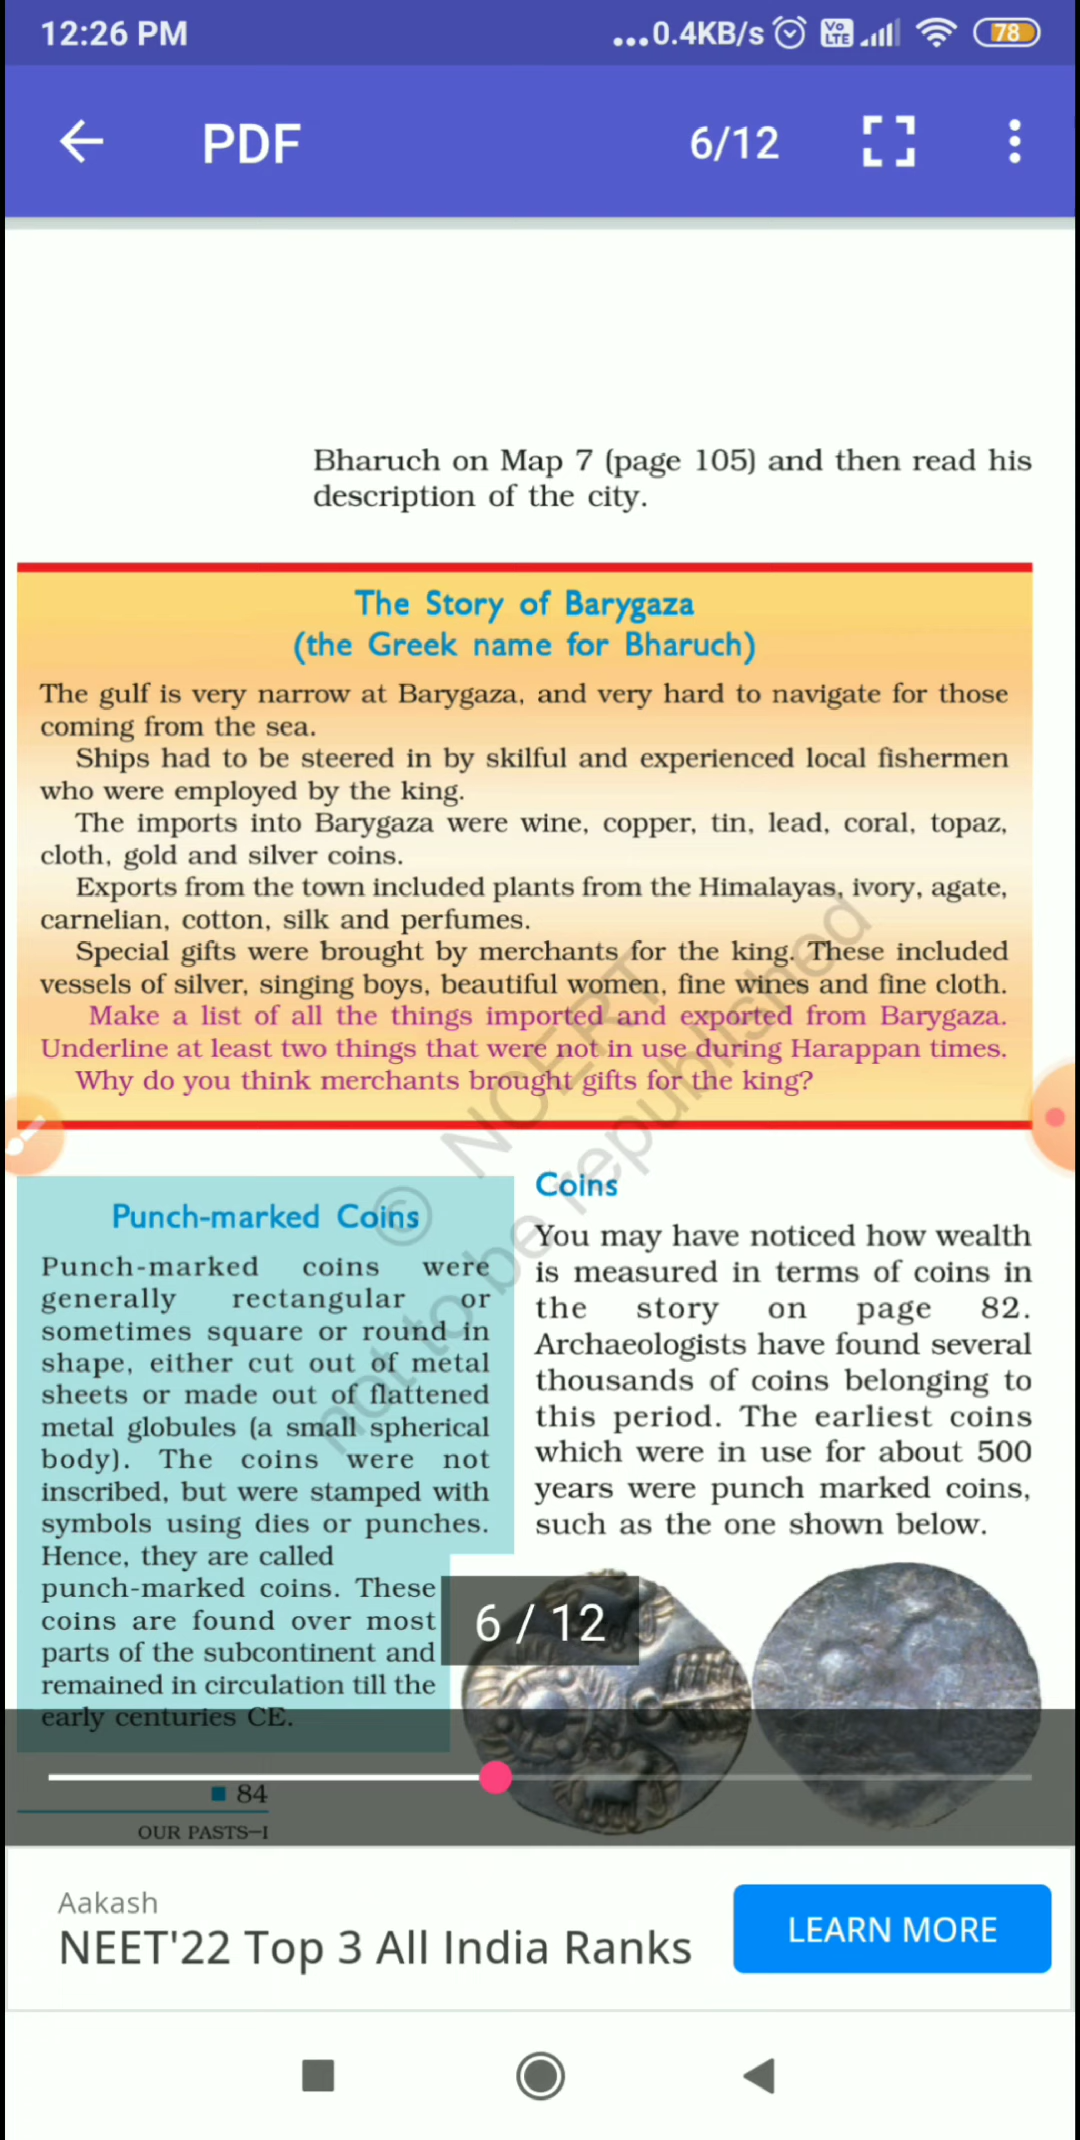 12:26 PM
...0.4KB/s
Vo
LTE
78
PDF
6/12
Bharuch on Map 7 (page 105) and then read his
description of the city.
The Story of Barygaza
(the Greek name for Bharuch)
The gulf is very narrow at Barygaza, and very hard to navigate for those
coming from the sea.
Ships had to be steered in by skilful and experienced local fishermen
who were employed by the king.
The imports into Barygaza were wine, copper, tin, lead, coral, topaz,
cloth, gold and silver coins.
Exports from the town included plants from the Himalayas, ivory, agate,
carnelian, cotton, silk and perfumes.
Special gifts were brought by merchants for the king. These included
vessels of silver, singing boys, beautiful women, fine wines and fine cloth.
Make a list of all the things imported and exported from Barygaza.
Underline at least two things that were not in use during Harappan times.
Why do you think merchants brought gifts for the king?
© NCERT
not to be republished
Punch-marked Coins
Punch-marked coins were
generally rectangular or
sometimes square or round in
shape, either cut out of metal
sheets or made out of flattened
metal globules (a small spherical
body). The coins were not
inscribed, but were stamped with
symbols using dies or punches.
Hence, they are called
punch-marked coins. These
coins are found over most
parts of the subcontinent and
remained in circulation till the
early centuries CE.
Coins
You may have noticed how wealth
is measured in terms of coins in
the story on page 82.
Archaeologists have found several
thousands of coins belonging to
this period. The earliest coins
which were in use for about 500
years were punch marked coins,
such as the one shown below.
6 / 12
84
OUR PASTS–I
Aakash
NEET'22 Top 3 All India Ranks
LEARN MORE